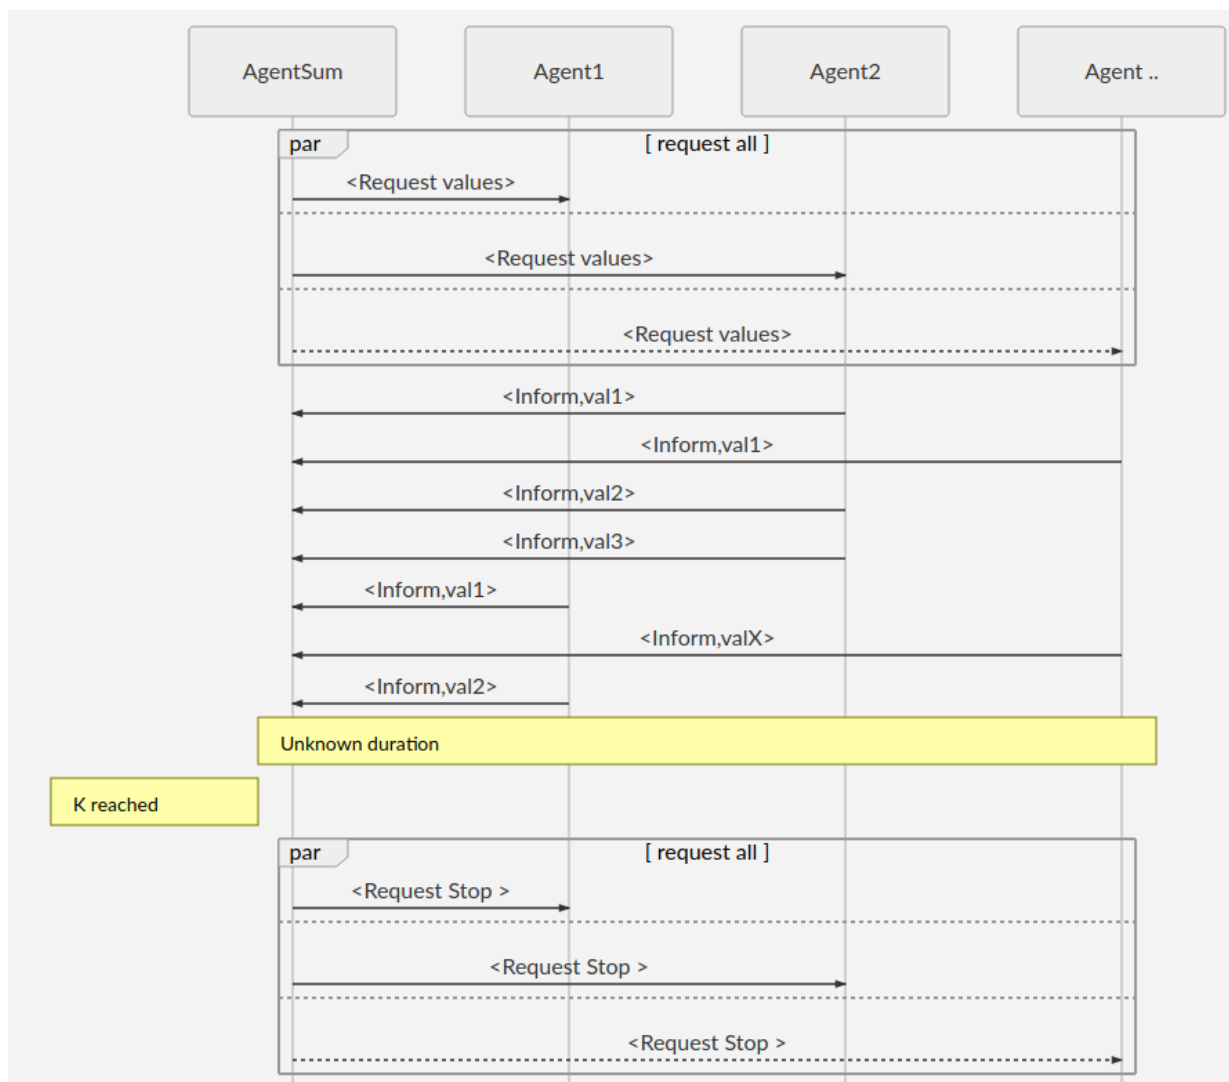 AgentSum
Agent1
Agent2
Agent ..
par
[ request all ]
<Request values>
<Request values>
<Request values>
<Inform,val1>
<Inform,val1>
<Inform,val2>
<Inform,val3>
<Inform,val1>
<Inform,valX>
<Inform,val2>
Unknown duration
K reached
par
[ request all ]
<Request Stop >
<Request Stop >
<Request Stop >